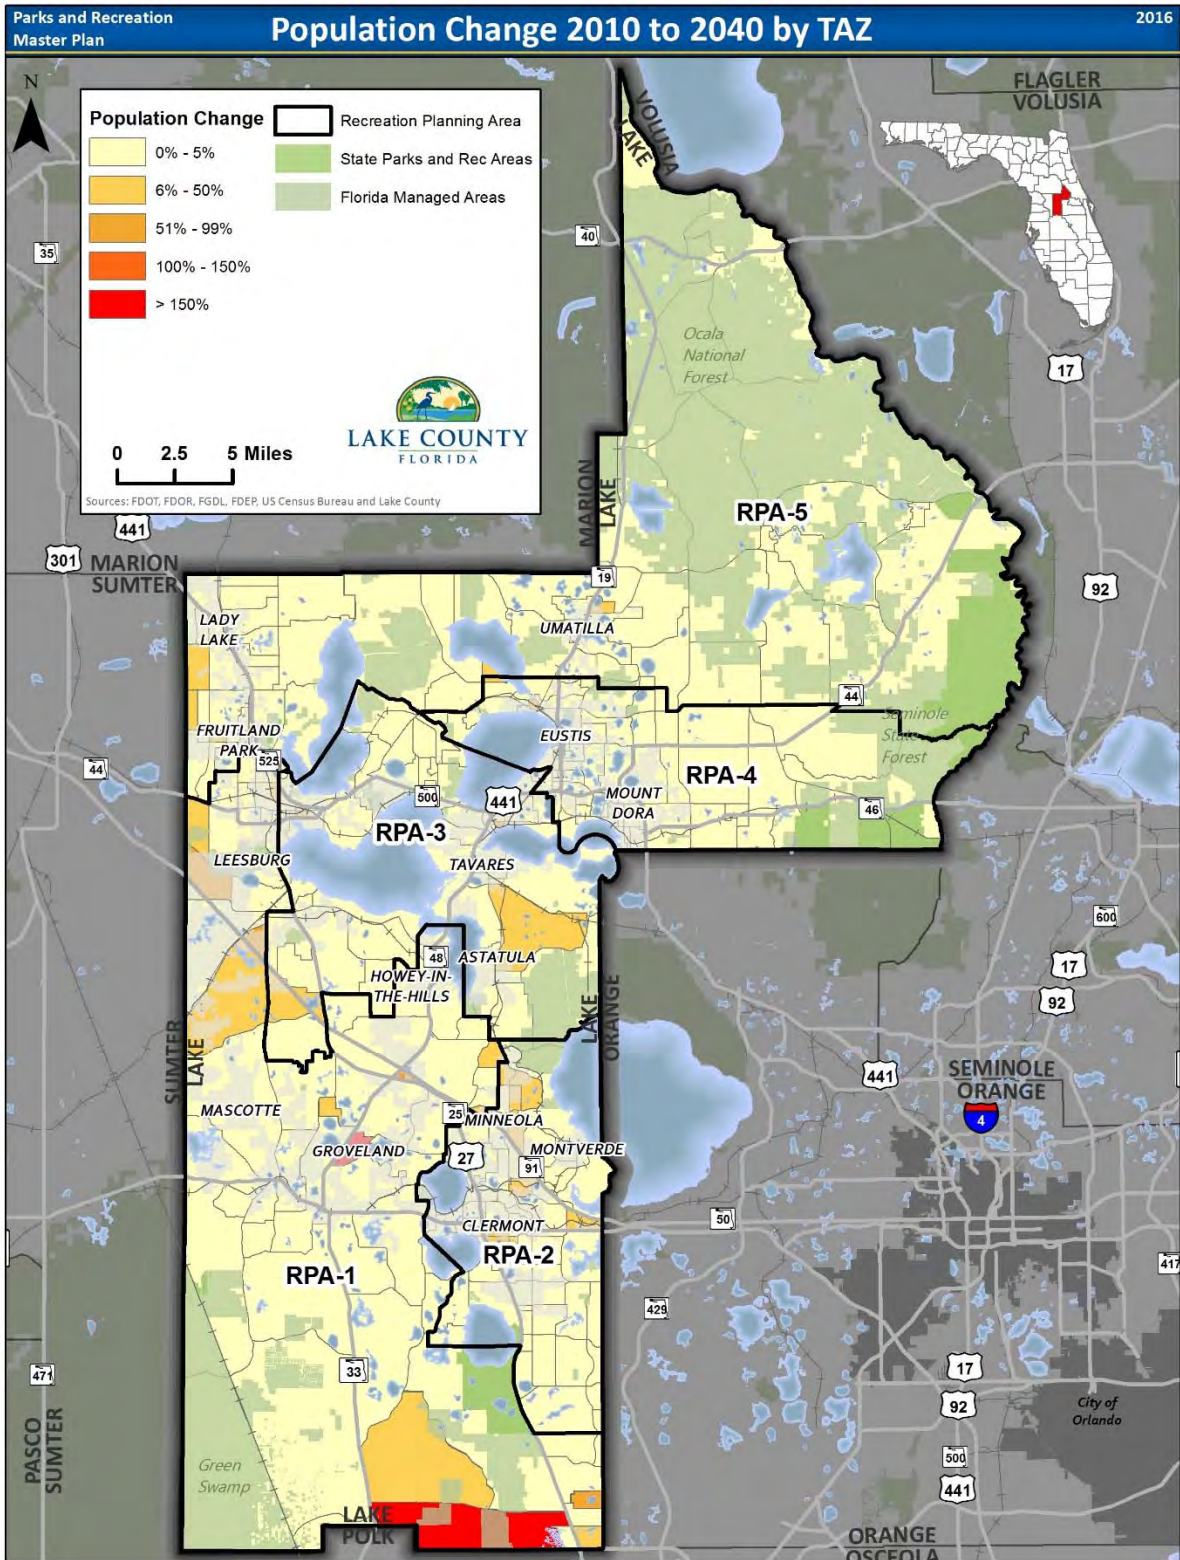 Parks and Recreation
Master Plan
Population Change 2010 to 2040 by TAZ
2016
N
Population Change
0% - 5%
6% - 50%
51% - 99%
100% - 150%
> 150%
Recreation Planning Area
State Parks and Rec Areas
Florida Managed Areas
LAKE COUNTY
FLORIDA
0 2.5 5 Miles
Sources: FDOT, FDOR, FGDL, FDEP, US Census Bureau and Lake County
VOLUSIA
LAKE
FLAGLER
VOLUSIA
35
40
17
Ocala
National
Forest
MARION
LAKE
RPA-5
441
301
MARION
SUMTER
19
92
LADY
LAKE
UMATILLA
44
Seminole
State
Forest
FRUITLAND
PARK
525
EUSTIS
44
500
441
RPA-4
MOUNT
DORA
46
RPA-3
LEESBURG
TAVARES
600
48
ASTATULA
HOWEY-IN-
THE-HILLS
17
92
LAKE
ORANGE
SUMTER
LAKE
441
SEMINOLE
ORANGE
4
MASCOTTE
25
MINNEOLA
GROVELAND
27
MONTVERDE
91
50
CLERMONT
RPA-2
RPA-1
417
429
33
471
17
92
City of
Orlando
PASCO
SUMTER
Green
Swamp
500
441
LAKE
POLK
ORANGE
OSCEOLA